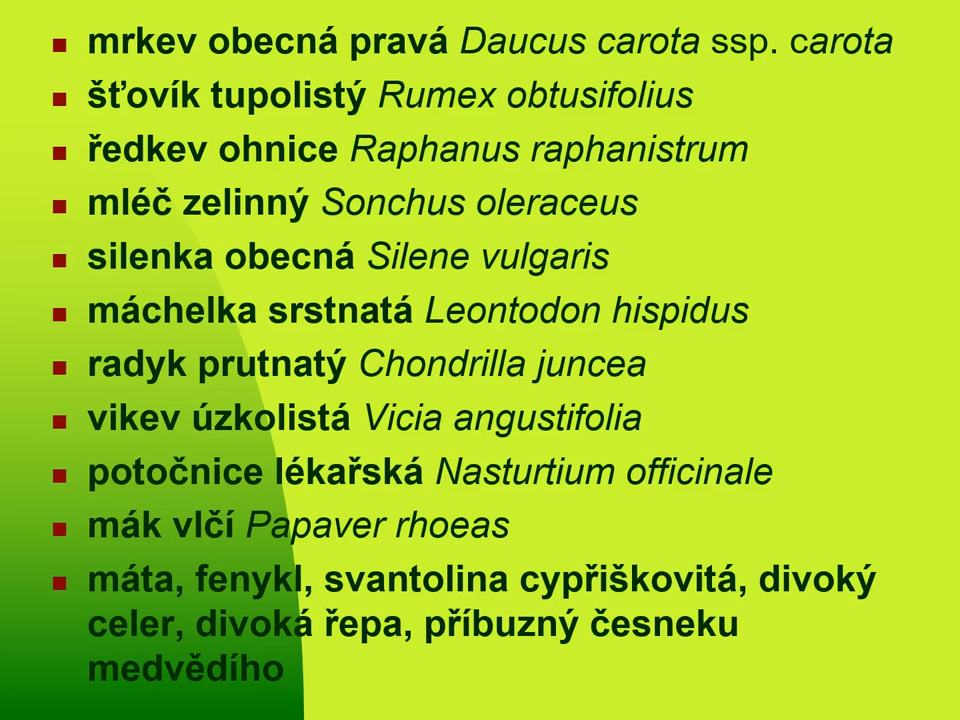 mrkev obecná pravá Daucus carota ssp. carota
šťovík tupolistý Rumex obtusifolius
ředkev ohnice Raphanus raphanistrum
mléč zelinný Sonchus oleraceus
silenka obecná Silene vulgaris
máchelka srstnatá Leontodon hispidus
radyk prutnatý Chondrilla juncea
vikev úzkolistá Vicia angustifolia
potočnice lékařská Nasturtium officinale
mák vlčí Papaver rhoeas
máta, fenykl, svantolina cypřiškovitá, divoký
celer, divoká řepa, příbuzný česneku
medvědího